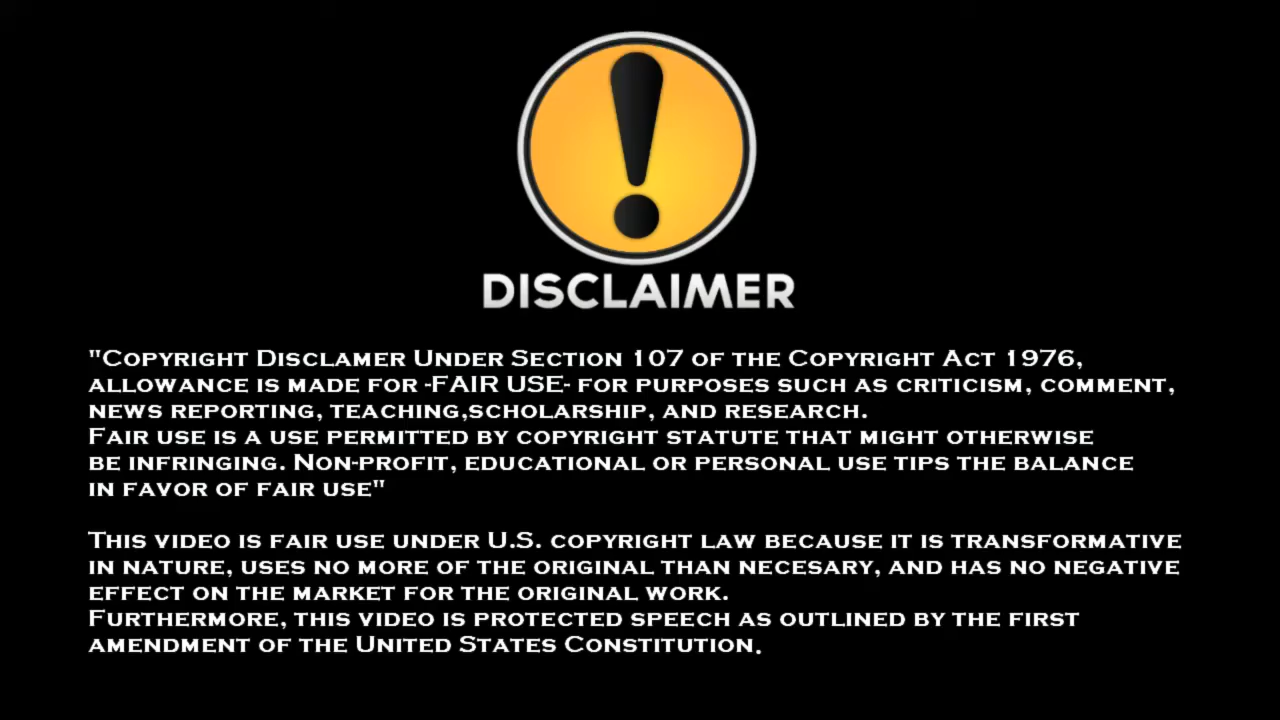 DISCLAIMER
"Copyright Disclamer Under Section 107 of the Copyright Act 1976,
allowance is made for -FAIR USE- for purposes such as criticism, comment,
news reporting, teaching,scholarship, and research.
Fair use is a use permitted by copyright statute that might otherwise
be infringing. Non-profit, educational or personal use tips the balance
in favor of fair use"
This video is fair use under U.S. copyright law because it is transformative
in nature, uses no more of the original than necesary, and has no negative
effect on the market for the original work.
Furthermore, this video is protected speech as outlined by the first
amendment of the United States Constitution.